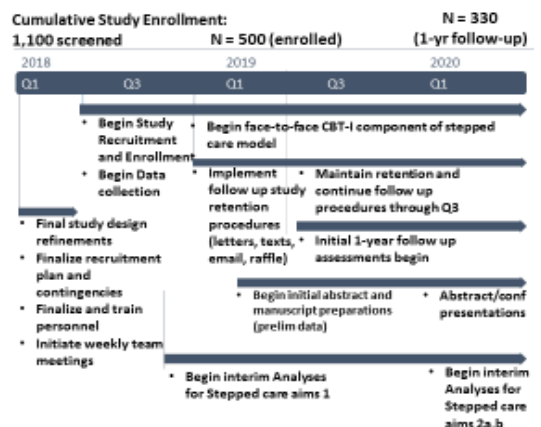 Cumulative Study Enrollment:
1,100 screened
N = 500 (enrolled)
N = 330
(1-yr follow-up)
2018
2019
2020
Q1
Q3
Q1
Q3
Q1
• Begin Study
Recruitment
and Enrollment
• Begin Data
collection
• Begin face-to-face CBT-I component of stepped
care model
• Implement
follow up study
retention
procedures
(letters, texts,
email, raffle)
• Maintain retention and
continue follow up
procedures through Q3
• Initial 1-year follow up
assessments begin
• Final study design
refinements
• Finalize recruitment
plan and
contingencies
• Finalize and train
personnel
• Initiate weekly team
meetings
• Begin initial abstract and
manuscript preparations
(prelim data)
• Abstract/conf
presentations
• Begin interim Analyses
for Stepped care aims 1
• Begin interim
Analyses for
Stepped care
aims 2a,b